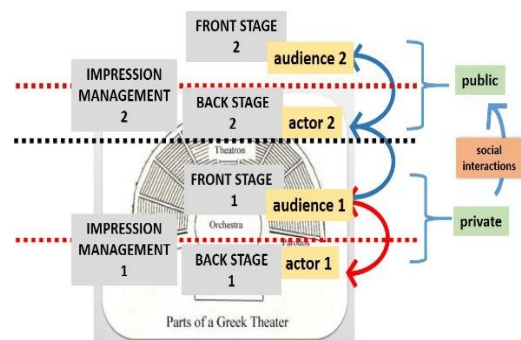 FRONT STAGE
2
audience 2
IMPRESSION
MANAGEMENT
2
BACK STAGE
2
actor 2
public
Theatron
social
interactions
FRONT STAGE
1
audience 1
private
IMPRESSION
MANAGEMENT
1
Orchestra
Parodos
BACK STAGE
1
actor 1
Parts of a Greek Theater